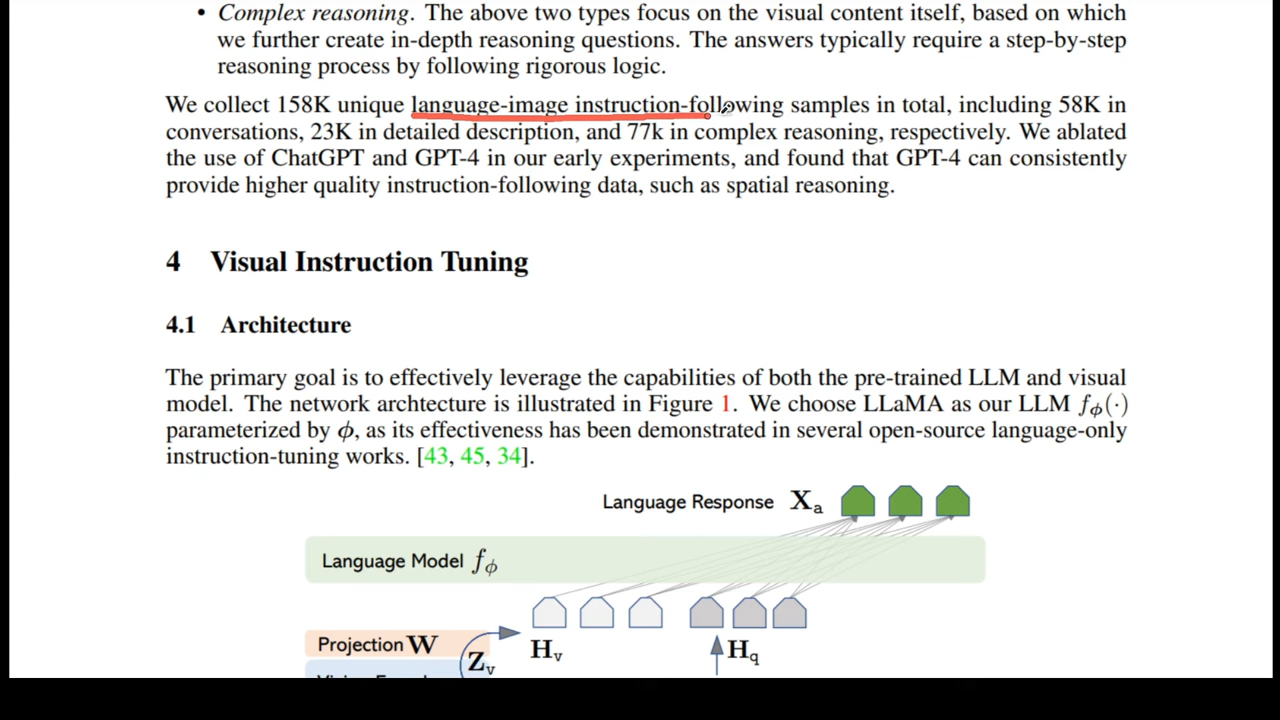 • Complex reasoning. The above two types focus on the visual content itself, based on which
we further create in-depth reasoning questions. The answers typically require a step-by-step
reasoning process by following rigorous logic.
We collect 158K unique language-image instruction-following samples in total, including 58K in
conversations, 23K in detailed description, and 77k in complex reasoning, respectively. We ablated
the use of ChatGPT and GPT-4 in our early experiments, and found that GPT-4 can consistently
provide higher quality instruction-following data, such as spatial reasoning.
4 Visual Instruction Tuning
4.1 Architecture
The primary goal is to effectively leverage the capabilities of both the pre-trained LLM and visual
model. The network archtecture is illustrated in Figure 1. We choose LLaMA as our LLM fϕ(·)
parameterized by ϕ, as its effectiveness has been demonstrated in several open-source language-only
instruction-tuning works. [43, 45, 34].
Language Response Xa
Language Model fϕ
Projection W
Zv
Hv
Hq